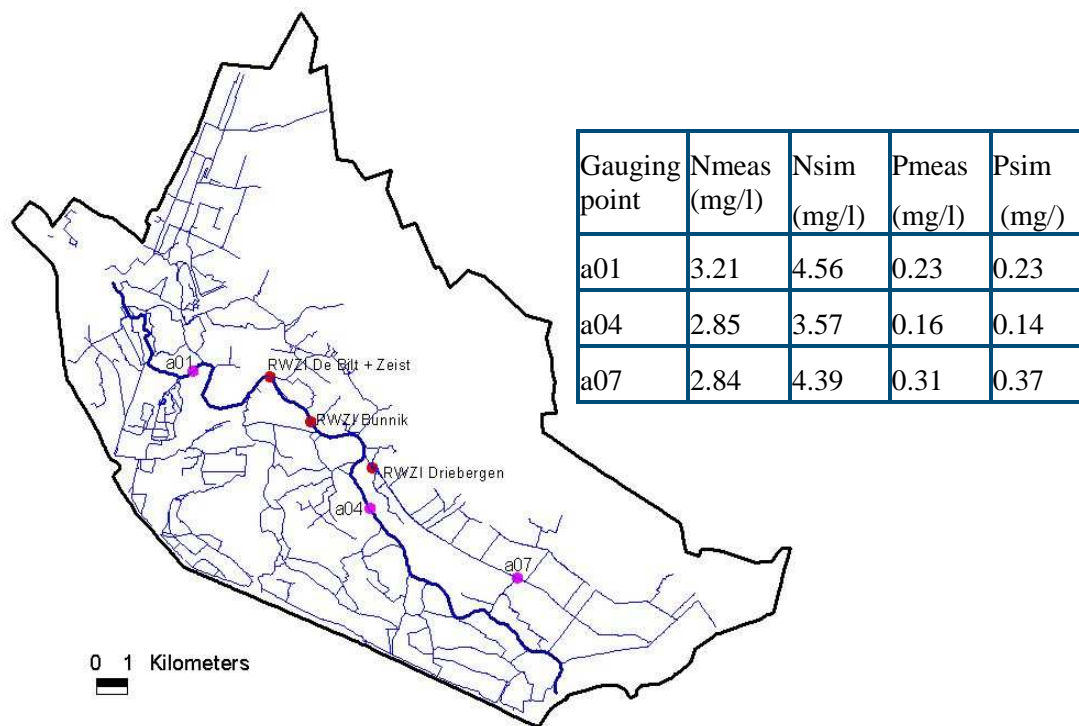 Gauging point
Nmeas (mg/l)
Nsim (mg/l)
Pmeas (mg/l)
Psim (mg/)
a01 3.21 4.56 0.23 0.23
a04 2.85 3.57 0.16 0.14
a07 2.84 4.39 0.31 0.37
a01
RWZI De Bilt + Zeist
RWZI Bunnik
RWZI Driebergen
a04
a07
0 1 Kilometers